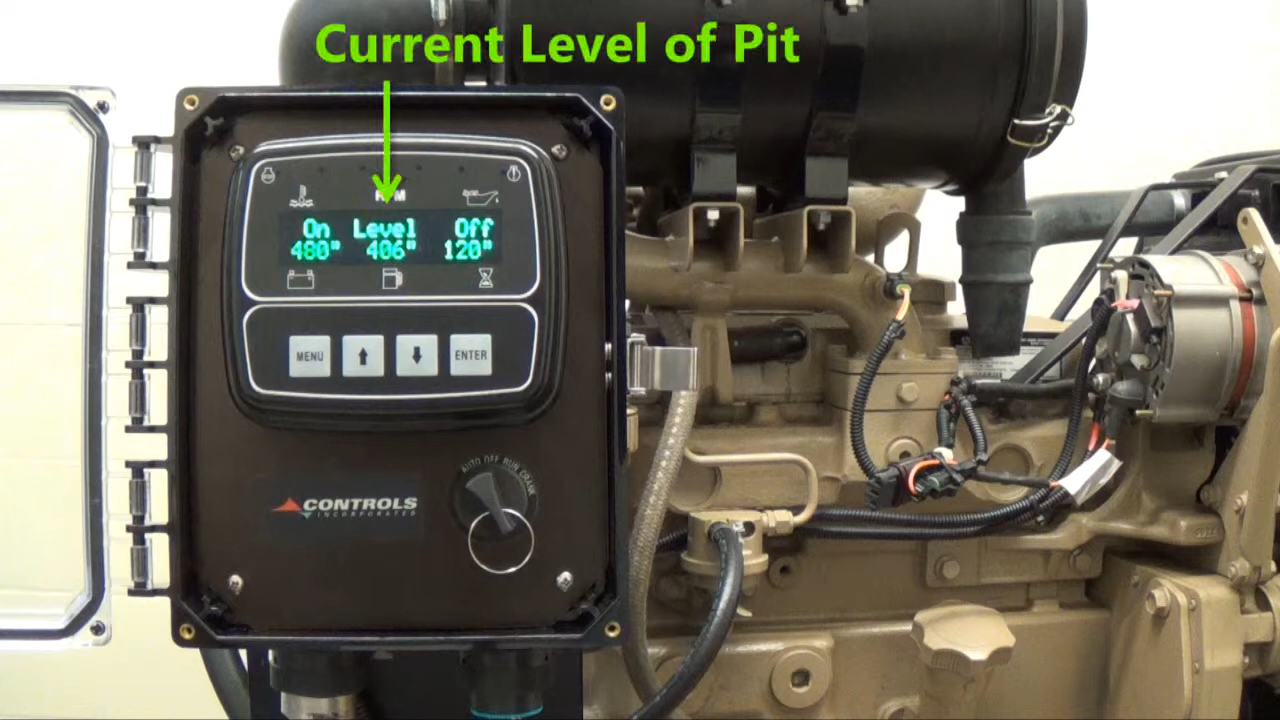 Current Level of Pit
On Level Off
480" 406" 120"
MENU
ENTER
AUTO OFF RUN CRANK
CONTROLS
INCORPORATED